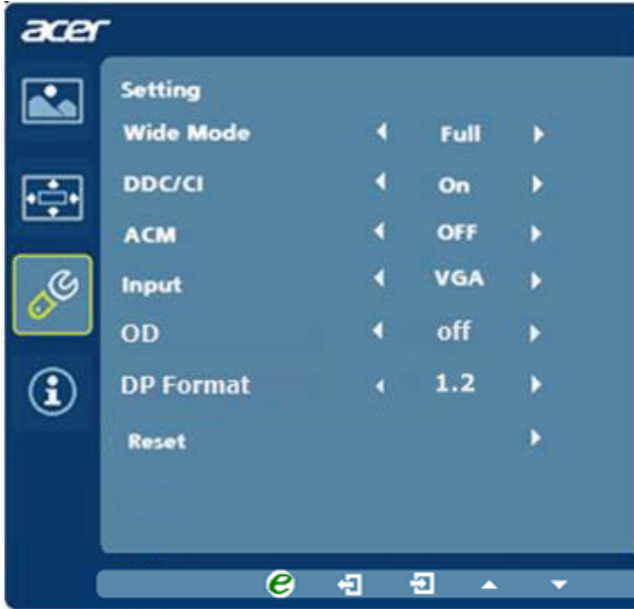 acer
Setting
Wide Mode Full
DDC/CI On
ACM OFF
Input VGA
OD off
DP Format 1.2
Reset
e